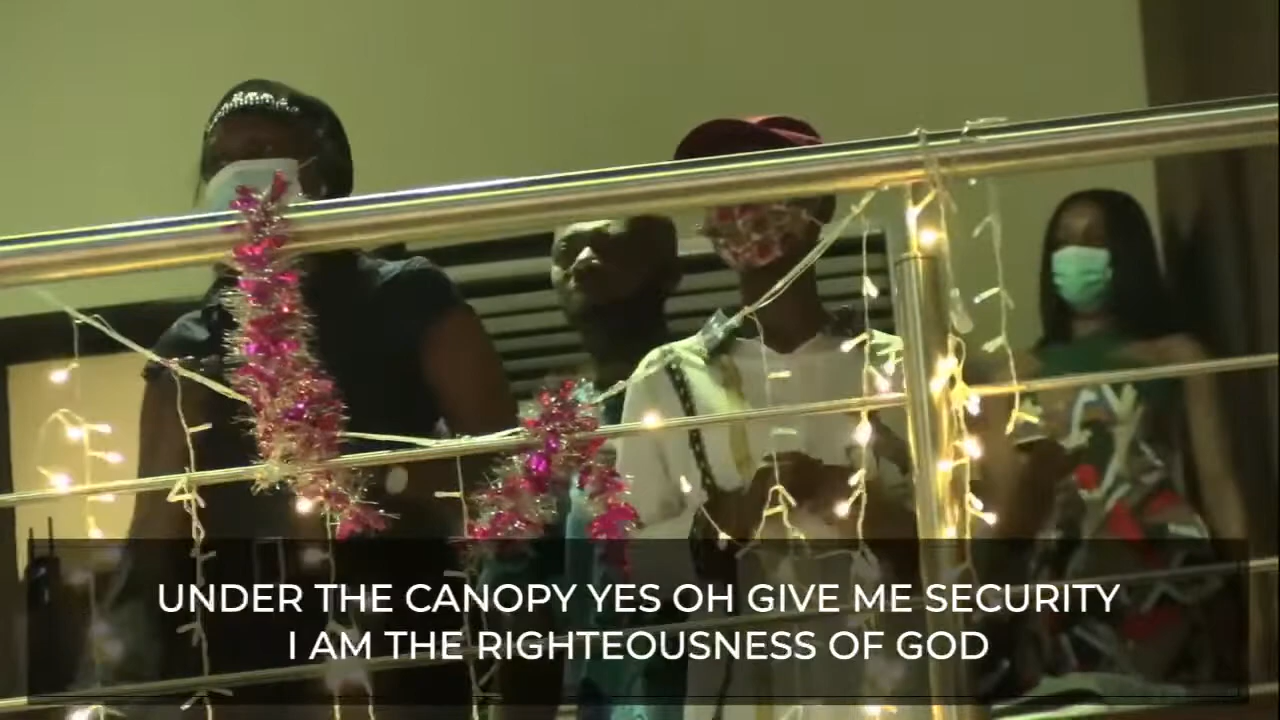 UNDER THE CANOPY YES OH GIVE ME SECURITY
I AM THE RIGHTEOUSNESS OF GOD